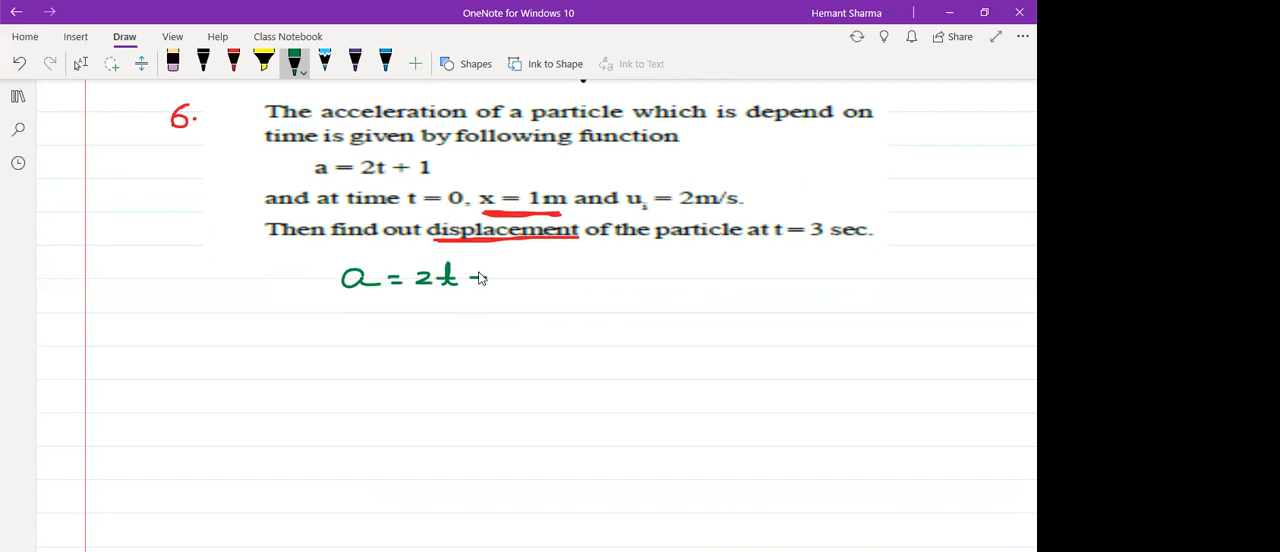 OneNote for Windows 10
Hemant Sharma
Home Insert Draw View Help Class Notebook
Share
Shapes Ink to Shape Ink to Text
6.
The acceleration of a particle which is depend on
time is given by following function
a = 2t + 1
and at time t = 0, x = 1m and uᵢ = 2m/s.
Then find out displacement of the particle at t = 3 sec.
a = 2t -